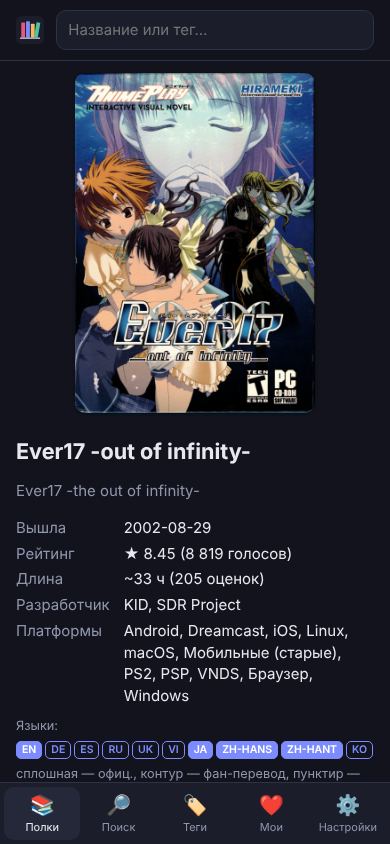 Название или тег...
ANIMEPLAY
INTERACTIVE VISUAL NOVEL
HIRAMEKI
Ever17
out of infinity
TEEN
ESRB
PC
CD-ROM
SOFTWARE
Ever17 -out of infinity-
Ever17 -the out of infinity-
Вышла 2002-08-29
Рейтинг ★ 8.45 (8 819 голосов)
Длина ~33 ч (205 оценок)
Разработчик KID, SDR Project
Платформы Android, Dreamcast, iOS, Linux,
macOS, Мобильные (старые),
PS2, PSP, VNDS, Браузер,
Windows
Языки:
EN DE ES RU UK VI JA ZH-HANS ZH-HANT KO
сплошная — офиц., контур — фан-перевод, пунктир —
Полки Поиск Теги Мои Настройки